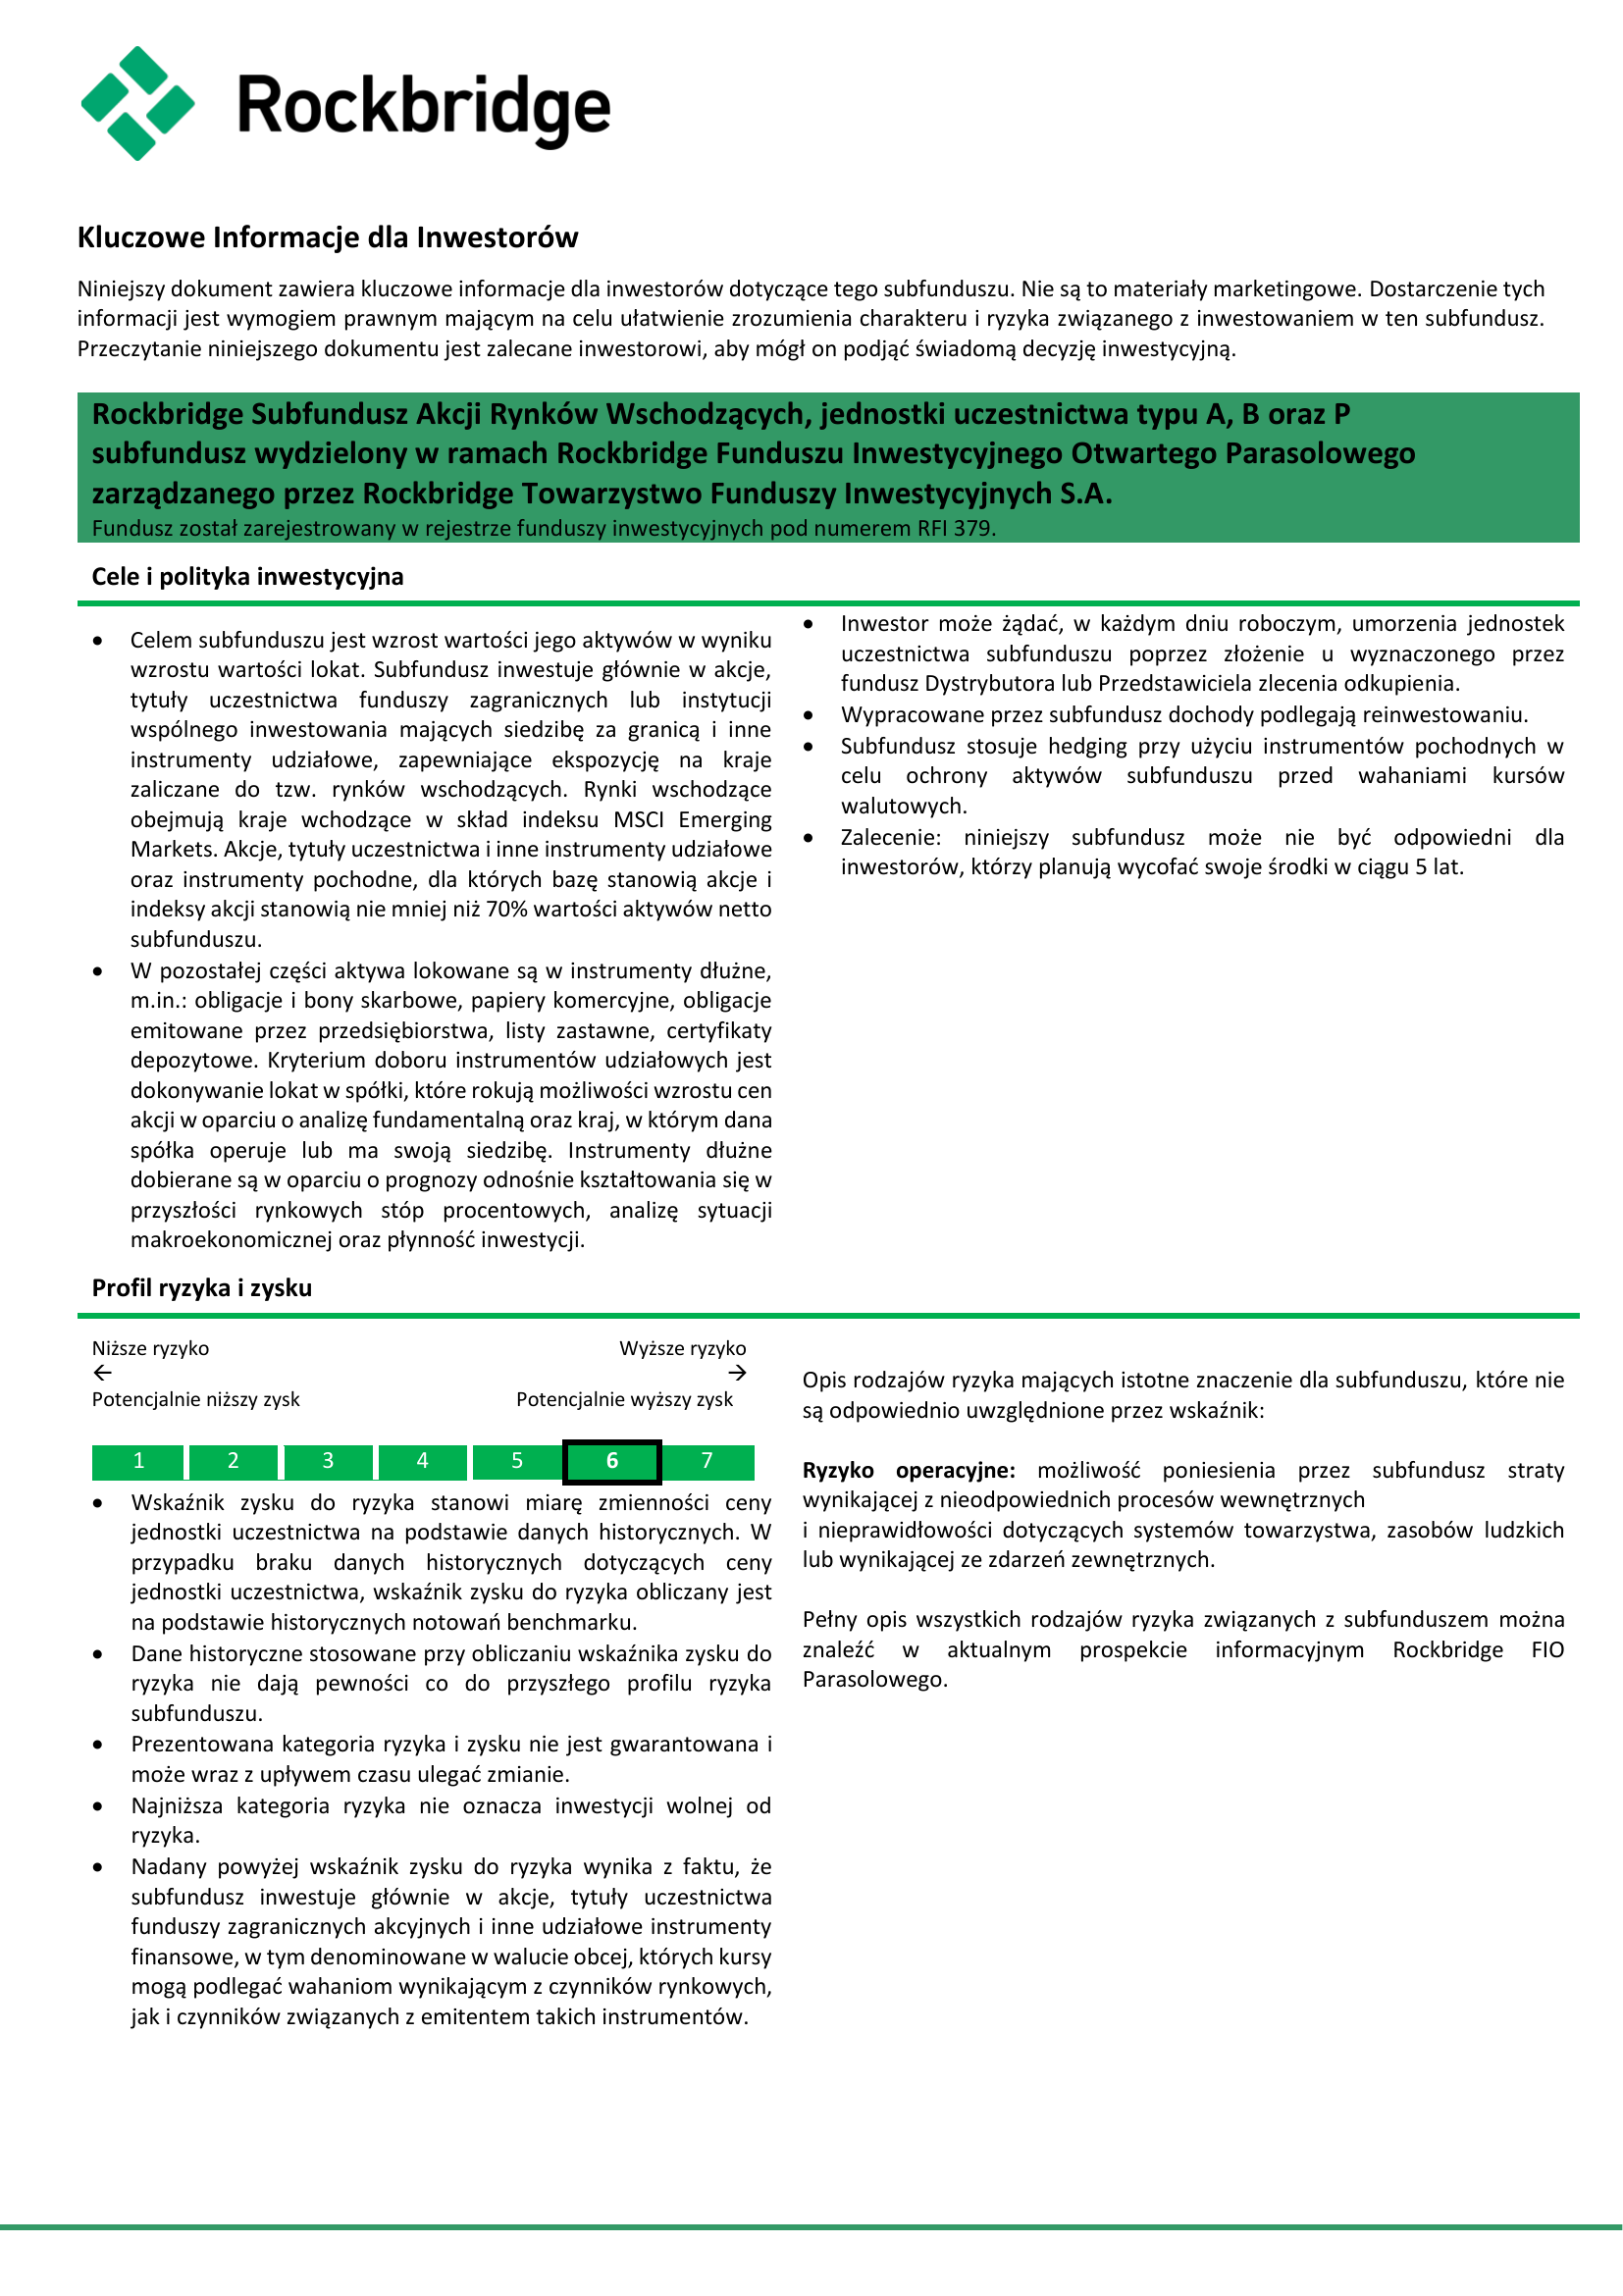 Rockbridge
Kluczowe Informacje dla Inwestorów
Niniejszy dokument zawiera kluczowe informacje dla inwestorów dotyczące tego subfunduszu. Nie są to materiały marketingowe. Dostarczenie tych
informacji jest wymogiem prawnym mającym na celu ułatwienie zrozumienia charakteru i ryzyka związanego z inwestowaniem w ten subfundusz.
Przeczytanie niniejszego dokumentu jest zalecane inwestorowi, aby mógł on podjąć świadomą decyzję inwestycyjną.
Rockbridge Subfundusz Akcji Rynków Wschodzących, jednostki uczestnictwa typu A, B oraz P
subfundusz wydzielony w ramach Rockbridge Funduszu Inwestycyjnego Otwartego Parasolowego
zarządzanego przez Rockbridge Towarzystwo Funduszy Inwestycyjnych S.A.
Fundusz został zarejestrowany w rejestrze funduszy inwestycyjnych pod numerem RFI 379.
Cele i polityka inwestycyjna
• Celem subfunduszu jest wzrost wartości jego aktywów w wyniku
wzrostu wartości lokat. Subfundusz inwestuje głównie w akcje,
tytuły uczestnictwa funduszy zagranicznych lub instytucji
wspólnego inwestowania mających siedzibę za granicą i inne
instrumenty udziałowe, zapewniające ekspozycję na kraje
zaliczane do tzw. rynków wschodzących. Rynki wschodzące
obejmują kraje wchodzące w skład indeksu MSCI Emerging
Markets. Akcje, tytuły uczestnictwa i inne instrumenty udziałowe
oraz instrumenty pochodne, dla których bazę stanowią akcje i
indeksy akcji stanowią nie mniej niż 70% wartości aktywów netto
subfunduszu.
• W pozostałej części aktywa lokowane są w instrumenty dłużne,
m.in.: obligacje i bony skarbowe, papiery komercyjne, obligacje
emitowane przez przedsiębiorstwa, listy zastawne, certyfikaty
depozytowe. Kryterium doboru instrumentów udziałowych jest
dokonywanie lokat w spółki, które rokują możliwości wzrostu cen
akcji w oparciu o analizę fundamentalną oraz kraj, w którym dana
spółka operuje lub ma swoją siedzibę. Instrumenty dłużne
dobierane są w oparciu o prognozy odnośnie kształtowania się w
przyszłości rynkowych stóp procentowych, analizę sytuacji
makroekonomicznej oraz płynność inwestycji.
• Inwestor może żądać, w każdym dniu roboczym, umorzenia jednostek
uczestnictwa subfunduszu poprzez złożenie u wyznaczonego przez
fundusz Dystrybutora lub Przedstawiciela zlecenia odkupienia.
• Wypracowane przez subfundusz dochody podlegają reinwestowaniu.
• Subfundusz stosuje hedging przy użyciu instrumentów pochodnych w
celu ochrony aktywów subfunduszu przed wahaniami kursów
walutowych.
• Zalecenie: niniejszy subfundusz może nie być odpowiedni dla
inwestorów, którzy planują wycofać swoje środki w ciągu 5 lat.
Profil ryzyka i zysku
Niższe ryzyko Wyższe ryzyko
← →
Potencjalnie niższy zysk Potencjalnie wyższy zysk
1 2 3 4 5 6 7
• Wskaźnik zysku do ryzyka stanowi miarę zmienności ceny
jednostki uczestnictwa na podstawie danych historycznych. W
przypadku braku danych historycznych dotyczących ceny
jednostki uczestnictwa, wskaźnik zysku do ryzyka obliczany jest
na podstawie historycznych notowań benchmarku.
• Dane historyczne stosowane przy obliczaniu wskaźnika zysku do
ryzyka nie dają pewności co do przyszłego profilu ryzyka
subfunduszu.
• Prezentowana kategoria ryzyka i zysku nie jest gwarantowana i
może wraz z upływem czasu ulegać zmianie.
• Najniższa kategoria ryzyka nie oznacza inwestycji wolnej od
ryzyka.
• Nadany powyżej wskaźnik zysku do ryzyka wynika z faktu, że
subfundusz inwestuje głównie w akcje, tytuły uczestnictwa
funduszy zagranicznych akcyjnych i inne udziałowe instrumenty
finansowe, w tym denominowane w walucie obcej, których kursy
mogą podlegać wahaniom wynikającym z czynników rynkowych,
jak i czynników związanych z emitentem takich instrumentów.
Opis rodzajów ryzyka mających istotne znaczenie dla subfunduszu, które nie
są odpowiednio uwzględnione przez wskaźnik:
Ryzyko operacyjne: możliwość poniesienia przez subfundusz straty
wynikającej z nieodpowiednich procesów wewnętrznych
i nieprawidłowości dotyczących systemów towarzystwa, zasobów ludzkich
lub wynikającej ze zdarzeń zewnętrznych.
Pełny opis wszystkich rodzajów ryzyka związanych z subfunduszem można
znaleźć w aktualnym prospekcie informacyjnym Rockbridge FIO
Parasolowego.